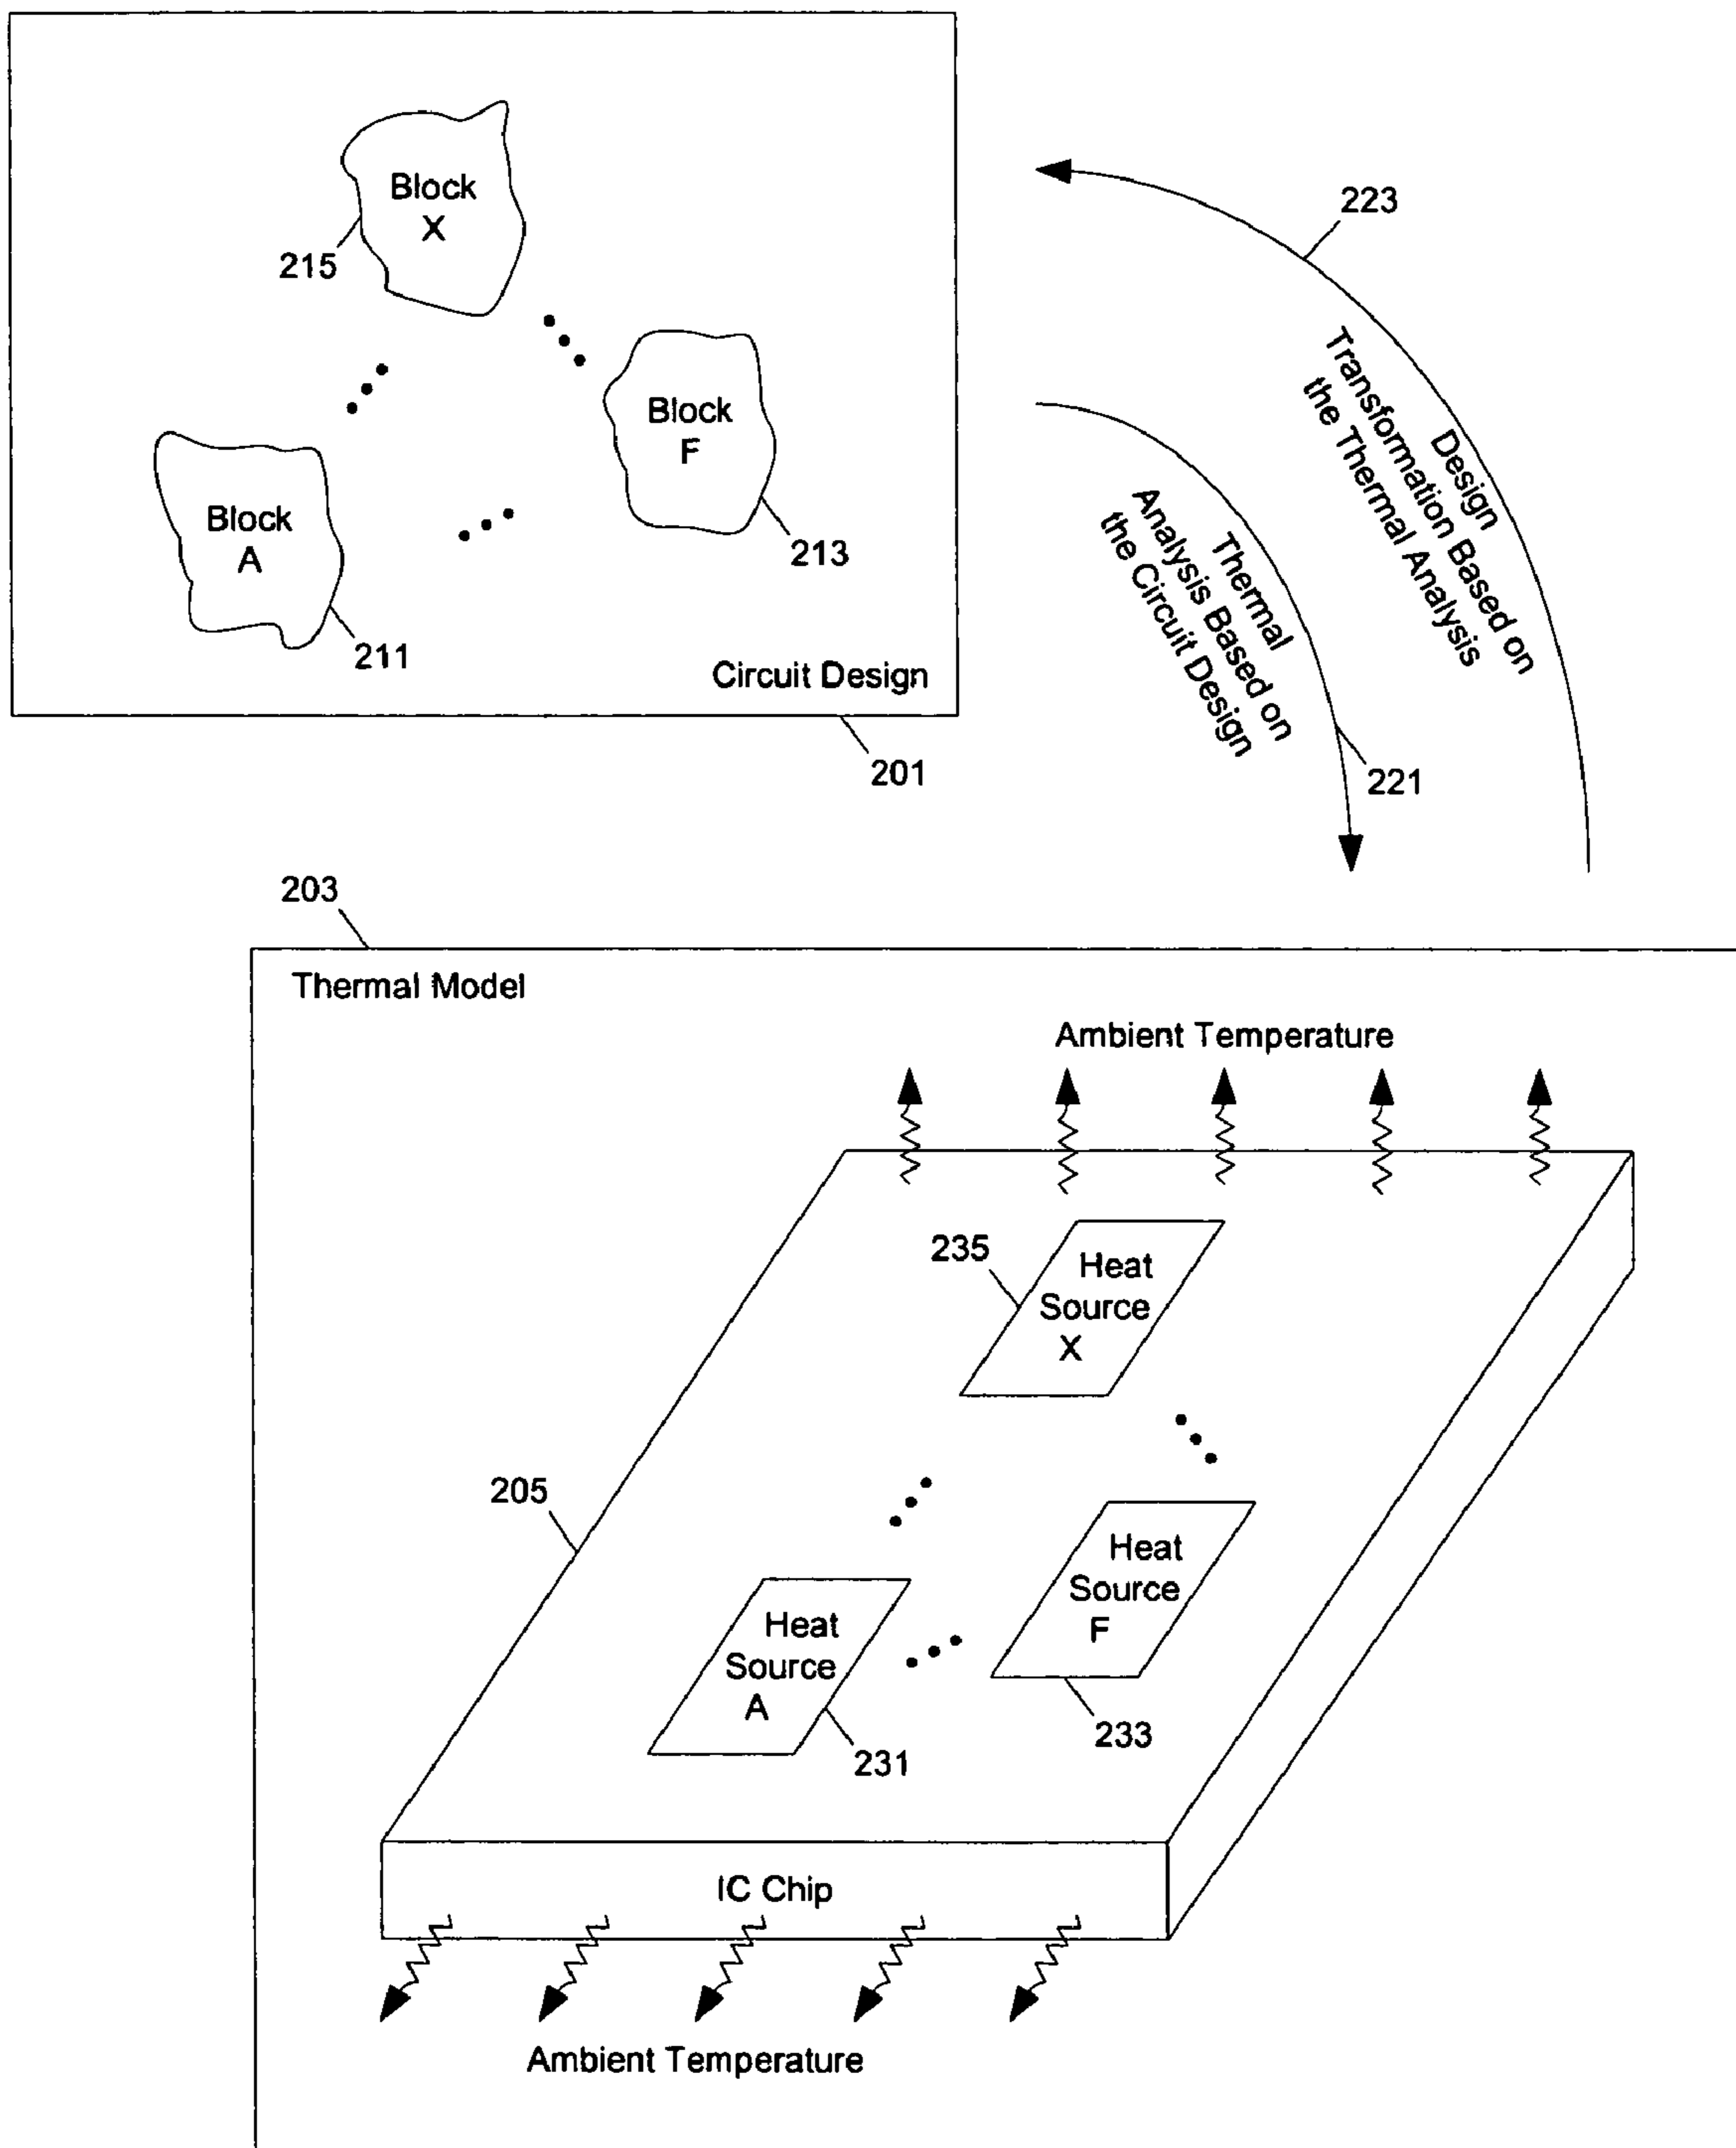 Block
X
215
Block
F
213
Block
A
211
Circuit Design
201
223
Design
Transformation Based on
the Thermal Analysis
Thermal
Analysis Based on
the Circuit Design
221
203
Thermal Model
Ambient Temperature
235
Heat
Source
X
205
Heat
Source
F
233
Heat
Source
A
231
IC Chip
Ambient Temperature